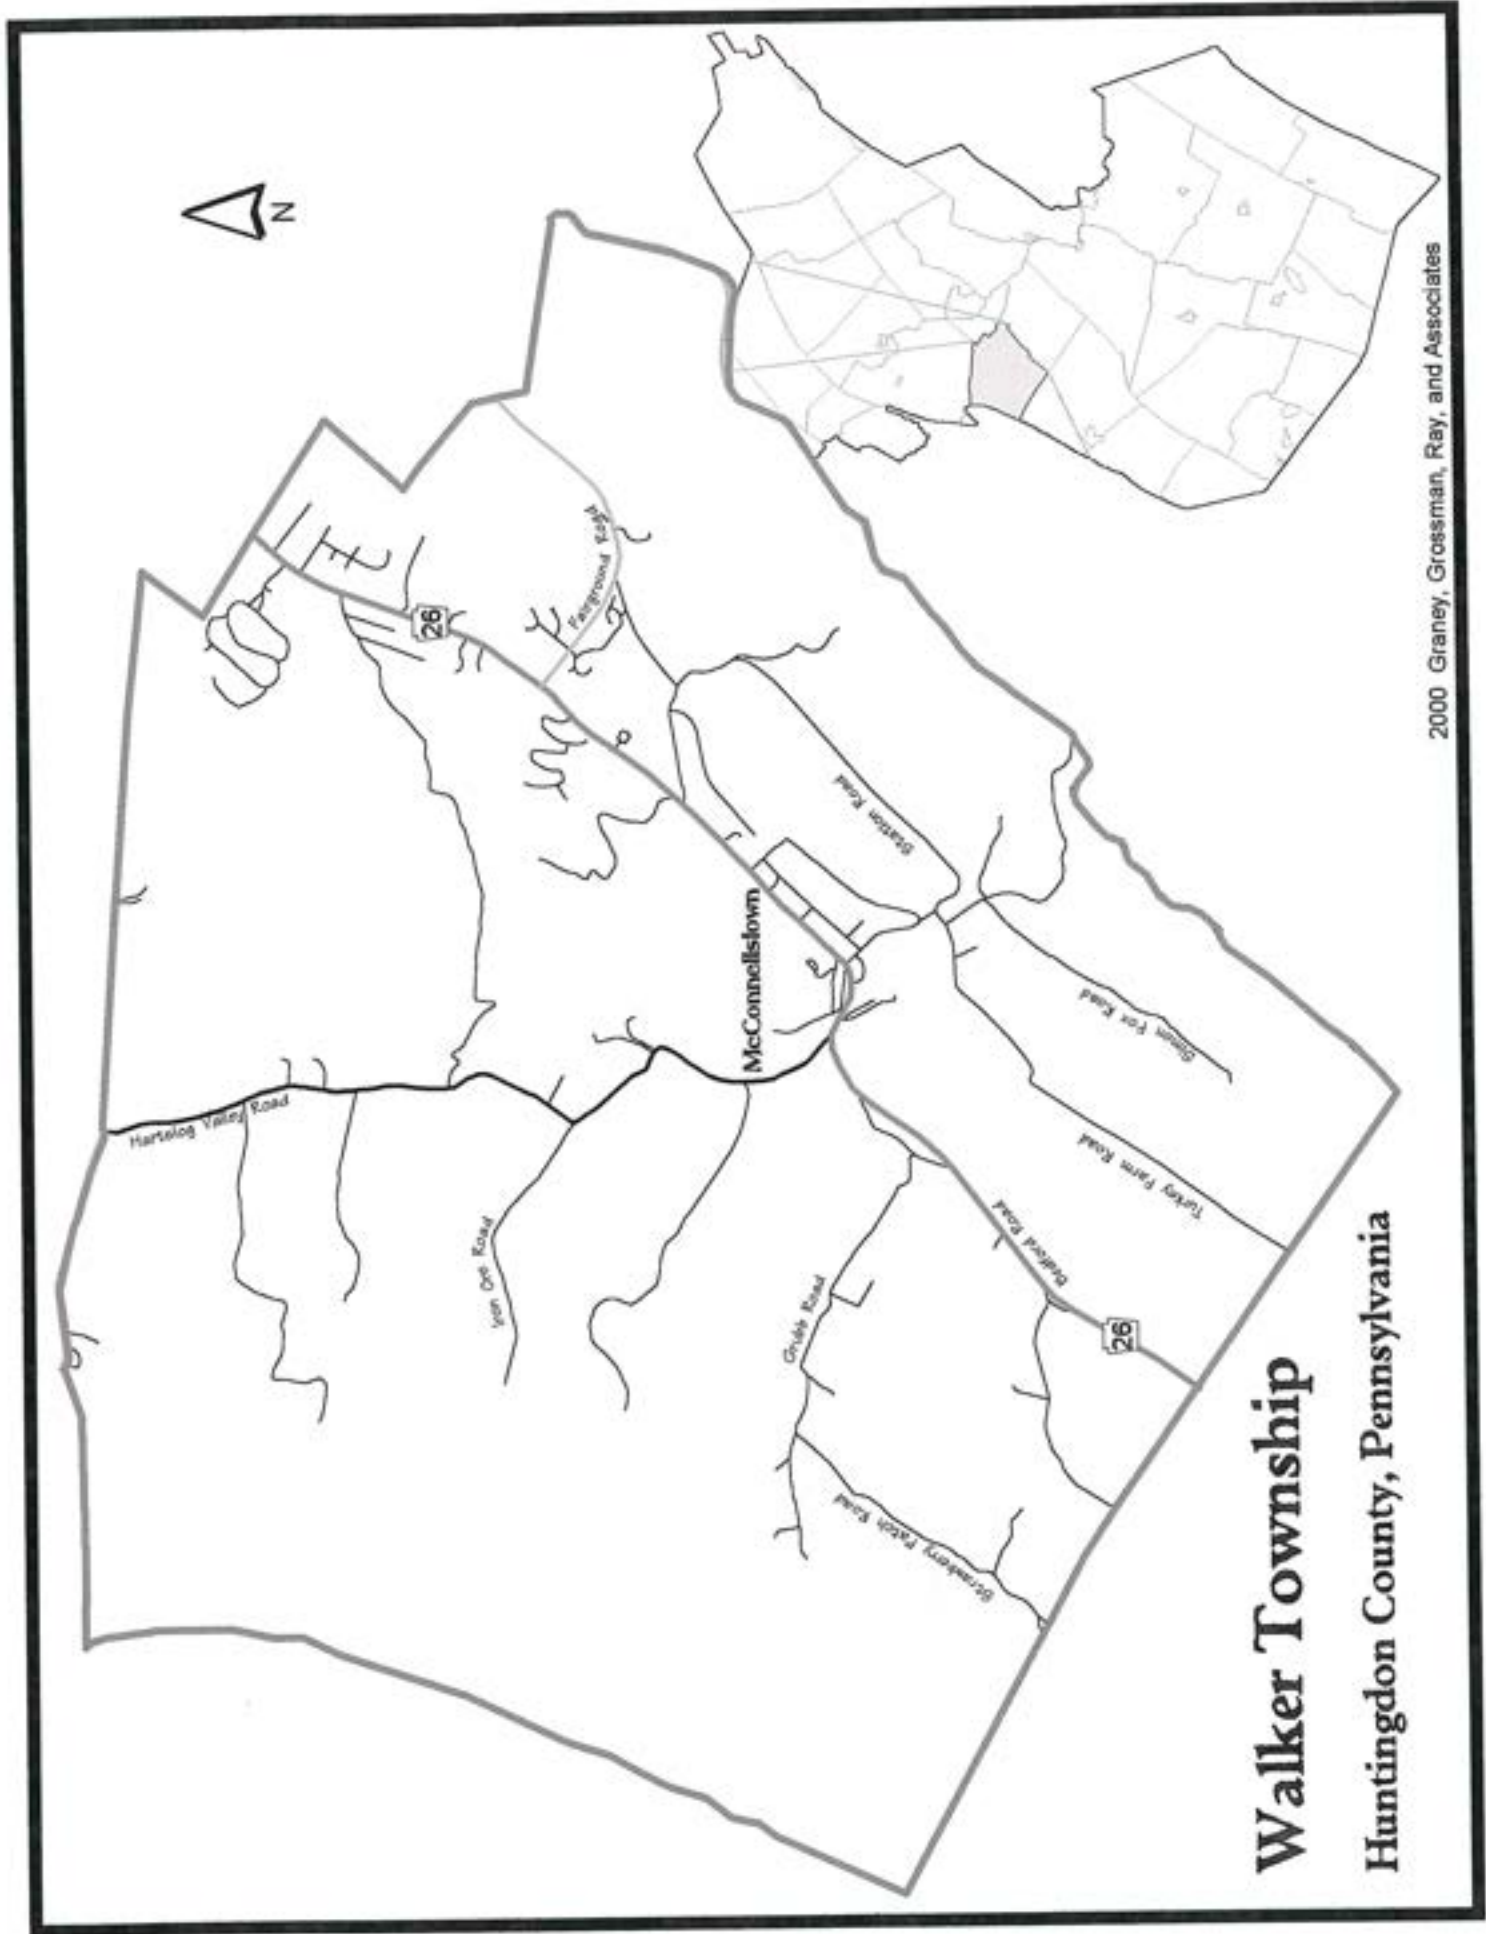 N
26
Fairground Road
Station Road
McConnellstown
Hartslog Valley Road
Simon Fox Road
Iron Ore Road
Turkey Farm Road
Grubb Road
Bedford Road
26
Strawberry Patch Road
Walker Township
Huntingdon County, Pennsylvania
2000 Graney, Grossman, Ray, and Associates